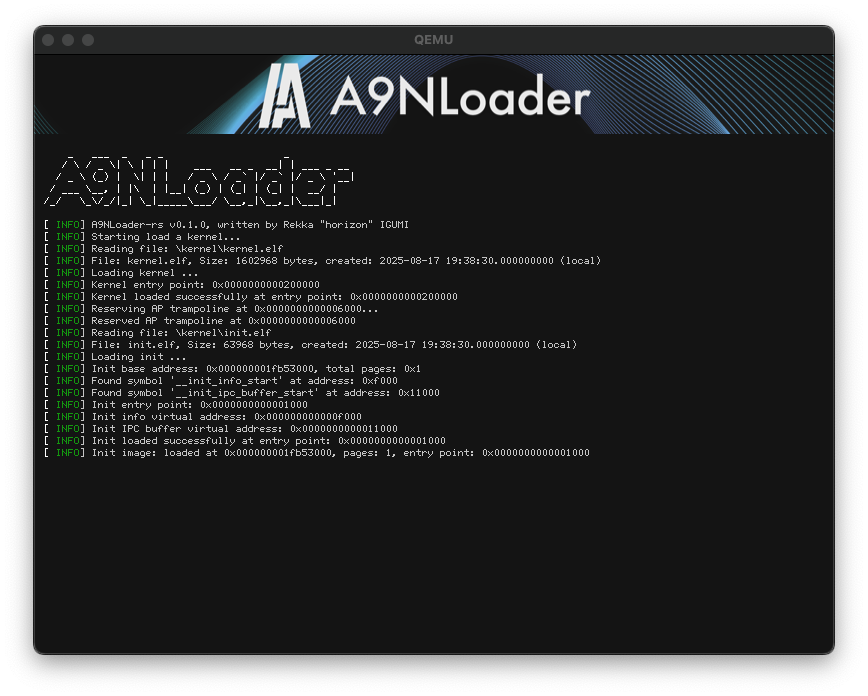 QEMU
A9NLoader
A9NLoader
[ INFO] A9NLoader-rs v0.1.0, written by Rekka "horizon" IGUMI
[ INFO] Starting load a kernel...
[ INFO] Reading file: \kernel\kernel.elf
[ INFO] File: kernel.elf, Size: 1602968 bytes, created: 2025-08-17 19:38:30.000000000 (local)
[ INFO] Loading kernel ...
[ INFO] Kernel entry point: 0x0000000000200000
[ INFO] Kernel loaded successfully at entry point: 0x0000000000200000
[ INFO] Reserving AP trampoline at 0x0000000000006000...
[ INFO] Reserved AP trampoline at 0x0000000000006000
[ INFO] Reading file: \kernel\init.elf
[ INFO] File: init.elf, Size: 63968 bytes, created: 2025-08-17 19:38:30.000000000 (local)
[ INFO] Loading init ...
[ INFO] Init base address: 0x000000001fb53000, total pages: 0x1
[ INFO] Found symbol '__init_info_start' at address: 0xf000
[ INFO] Found symbol '__init_ipc_buffer_start' at address: 0x11000
[ INFO] Init entry point: 0x0000000000001000
[ INFO] Init info virtual address: 0x000000000000f000
[ INFO] Init IPC buffer virtual address: 0x0000000000011000
[ INFO] Init loaded successfully at entry point: 0x0000000000001000
[ INFO] Init image: loaded at 0x000000001fb53000, pages: 1, entry point: 0x0000000000001000